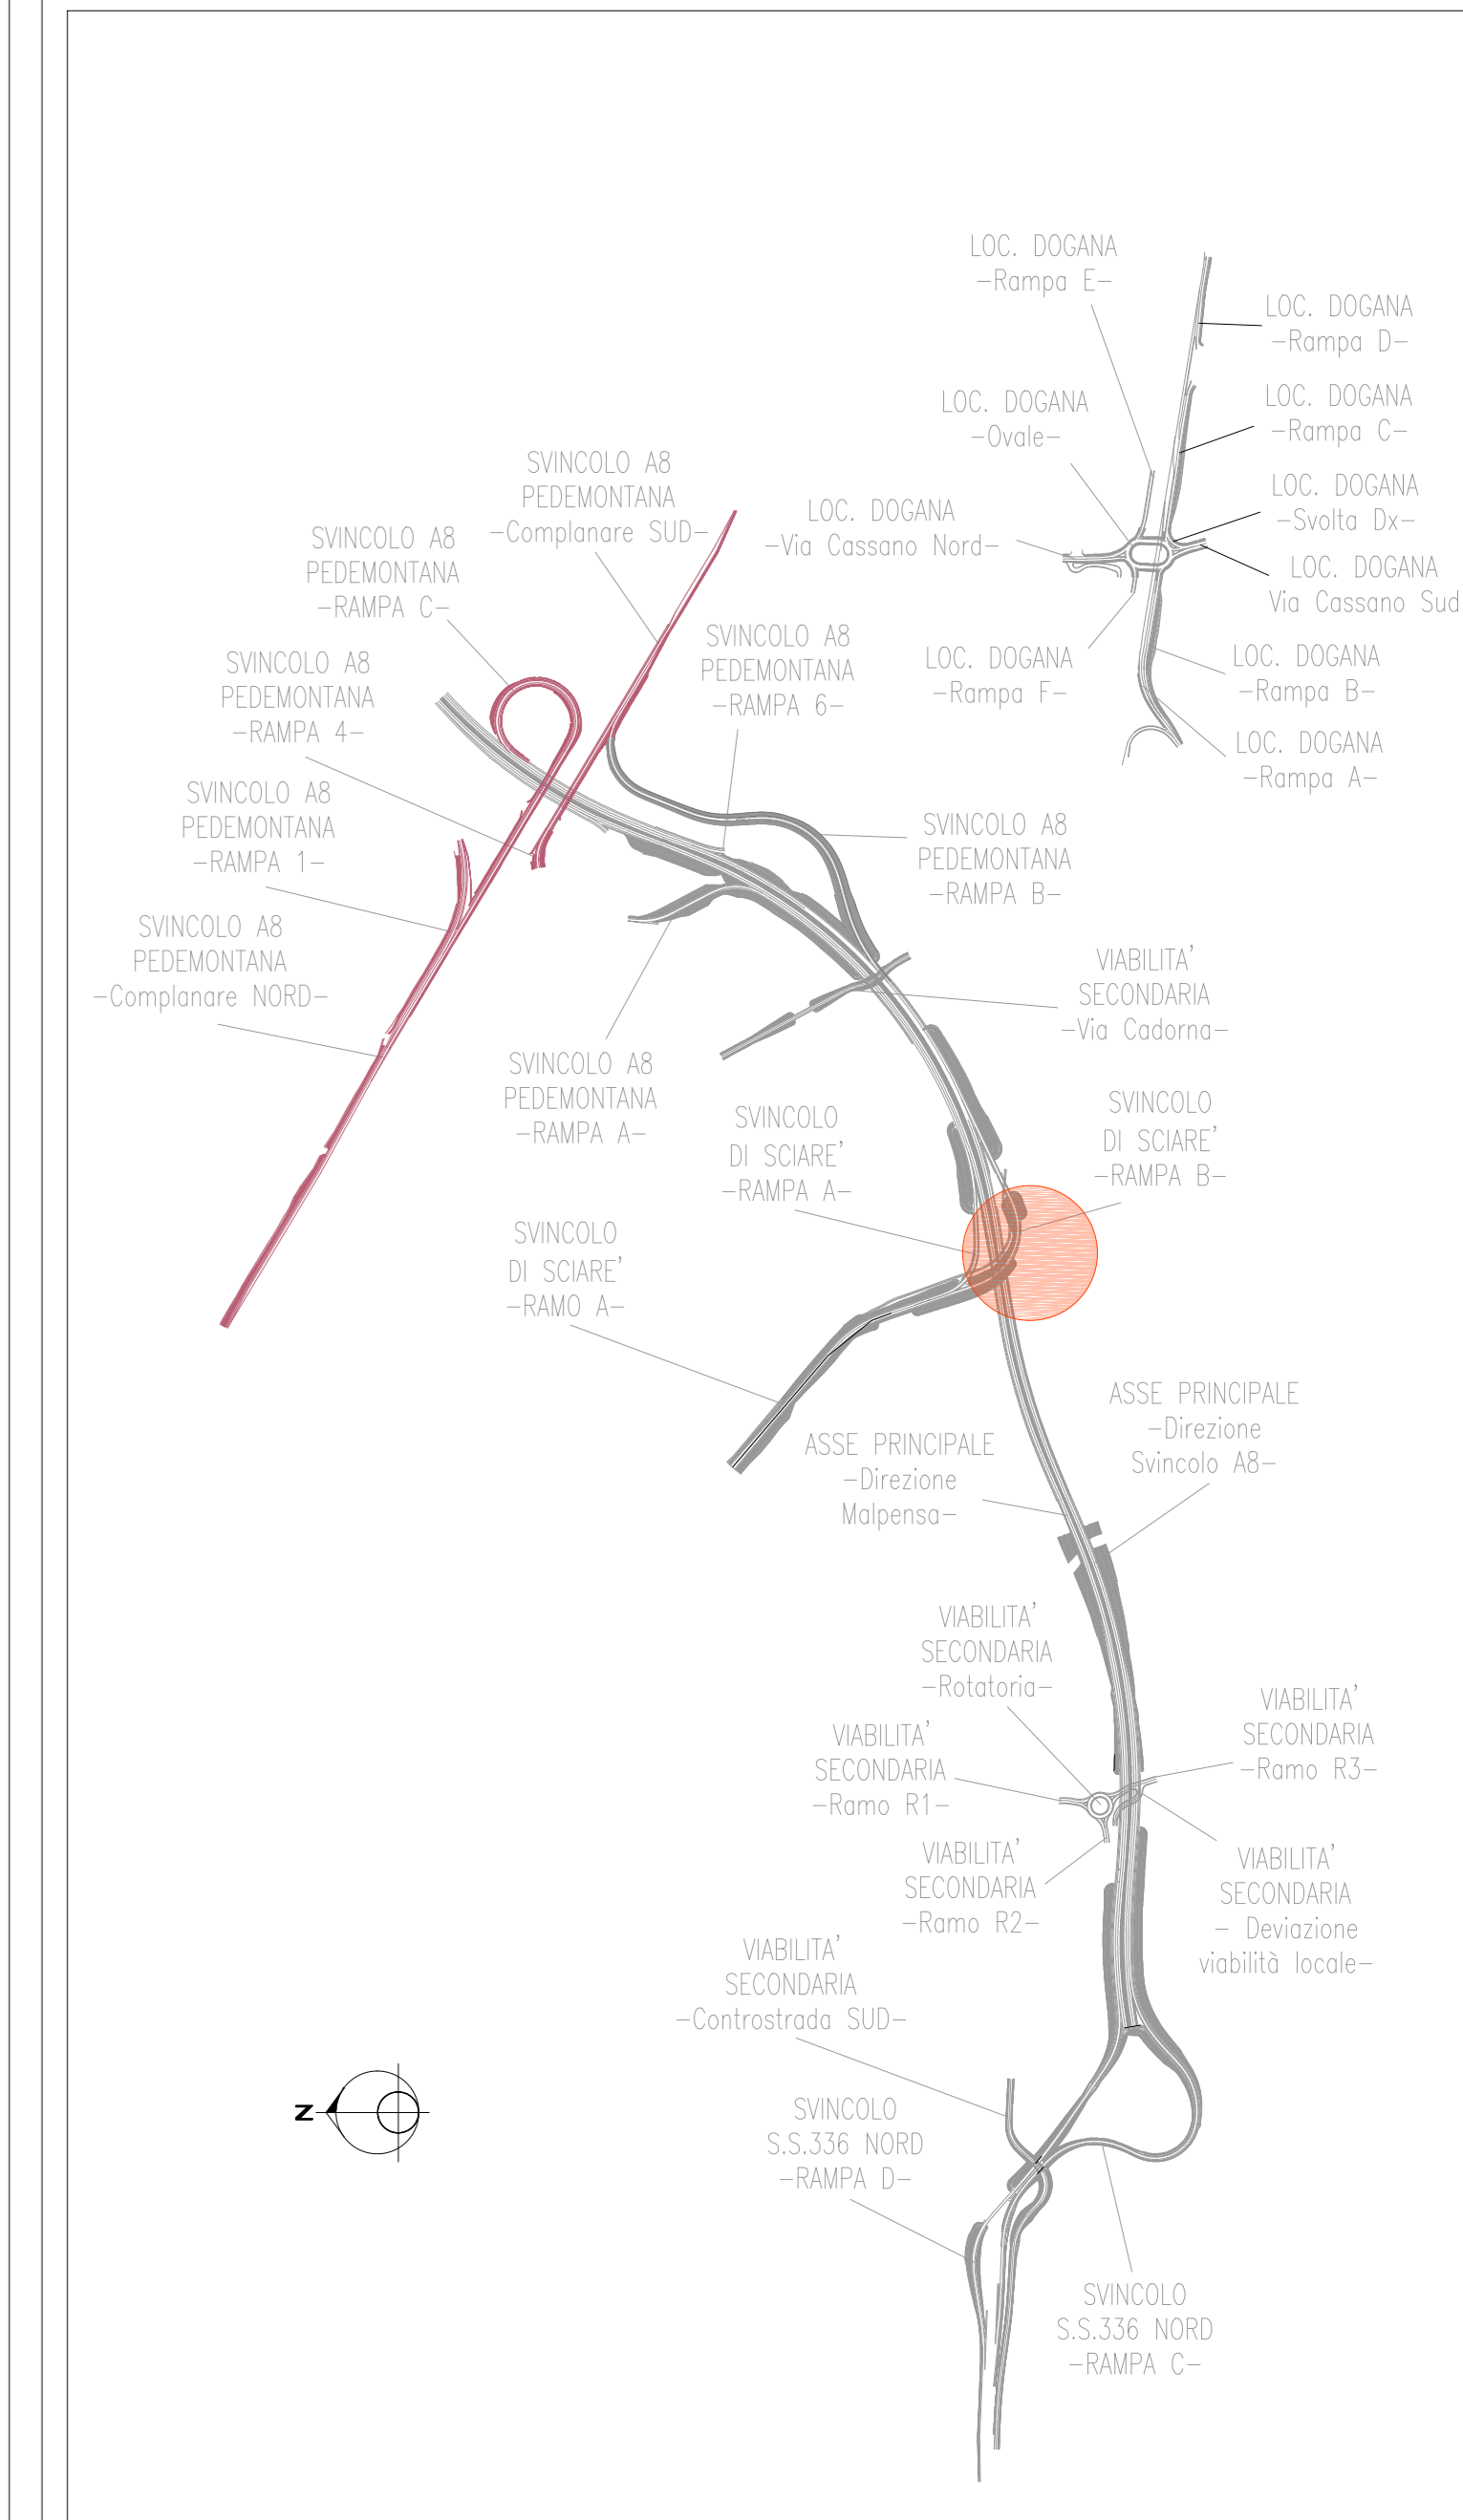 LOC. DOGANA
-Rampa E-
LOC. DOGANA
-Rampa D-
LOC. DOGANA
-Rampa C-
LOC. DOGANA
-Ovale-
SVINCOLO A8
PEDEMONTANA
-Complanare SUD-
LOC. DOGANA
-Svolta Dx-
LOC. DOGANA
-Via Cassano Nord-
SVINCOLO A8
PEDEMONTANA
-RAMPA C-
LOC. DOGANA
Via Cassano Sud
SVINCOLO A8
PEDEMONTANA
-RAMPA 6-
LOC. DOGANA
-Rampa F-
LOC. DOGANA
-Rampa B-
SVINCOLO A8
PEDEMONTANA
-RAMPA 4-
LOC. DOGANA
-Rampa A-
SVINCOLO A8
PEDEMONTANA
-RAMPA 1-
SVINCOLO A8
PEDEMONTANA
-RAMPA B-
SVINCOLO A8
PEDEMONTANA
-Complanare NORD-
VIABILITA'
SECONDARIA
-Via Cadorna-
SVINCOLO A8
PEDEMONTANA
-RAMPA A-
SVINCOLO
DI SCIARE'
-RAMPA A-
SVINCOLO
DI SCIARE'
-RAMPA B-
SVINCOLO
DI SCIARE'
-RAMO A-
ASSE PRINCIPALE
-Direzione
Svincolo A8-
ASSE PRINCIPALE
-Direzione
Malpensa-
VIABILITA'
SECONDARIA
-Rotatoria-
VIABILITA'
SECONDARIA
-Ramo R3-
VIABILITA'
SECONDARIA
-Ramo R1-
VIABILITA'
SECONDARIA
-Ramo R2-
VIABILITA'
SECONDARIA
- Deviazione
viabilità locale-
VIABILITA'
SECONDARIA
-Controstrada SUD-
N
SVINCOLO
S.S.336 NORD
-RAMPA D-
SVINCOLO
S.S.336 NORD
-RAMPA C-